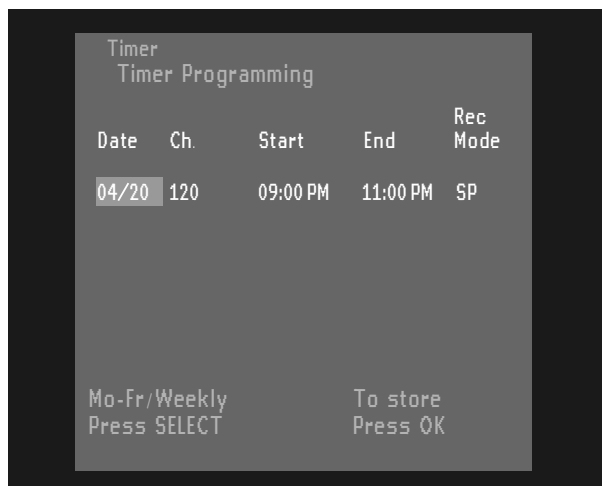 Timer
Timer Programming
Rec
Date Ch. Start End Mode
04/20 120 09:00 PM 11:00 PM SP
Mo-Fr/Weekly To store
Press SELECT Press OK